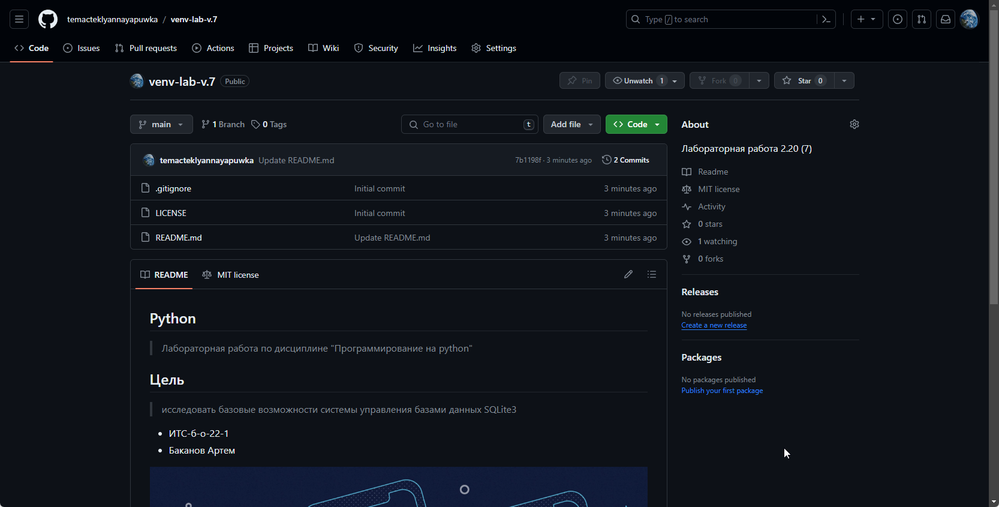 temacteklyannayapuwka / venv-lab-v.7
Type / to search
Code Issues Pull requests Actions Projects Wiki Security Insights Settings
venv-lab-v.7 Public
Pin Unwatch 1 Fork 0 Star 0
main 1 Branch 0 Tags
Go to file t Add file Code
temacteklyannayapuwka Update README.md 7b1198f · 3 minutes ago 2 Commits
.gitignore Initial commit 3 minutes ago
LICENSE Initial commit 3 minutes ago
README.md Update README.md 3 minutes ago
README MIT license
Python
Лабораторная работа по дисциплине "Программирование на python"
Цель
исследовать базовые возможности системы управления базами данных SQLite3
ИТС-б-о-22-1
Баканов Артем
About
Лабораторная работа 2.20 (7)
Readme
MIT license
Activity
0 stars
1 watching
0 forks
Releases
No releases published
Create a new release
Packages
No packages published
Publish your first package